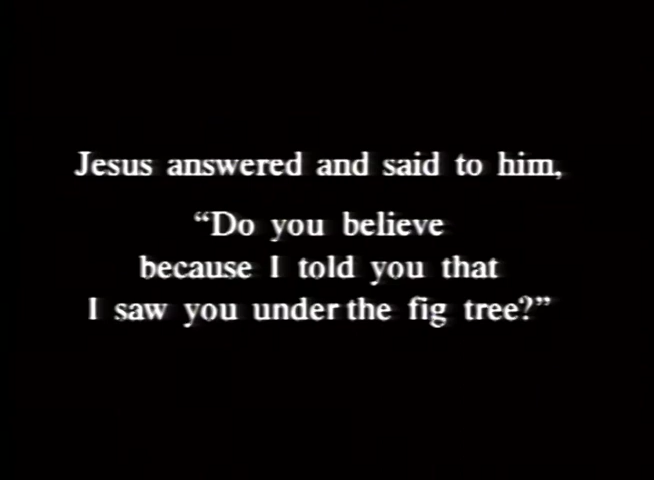 Jesus answered and said to him,
“Do you believe
because I told you that
I saw you under the fig tree?”